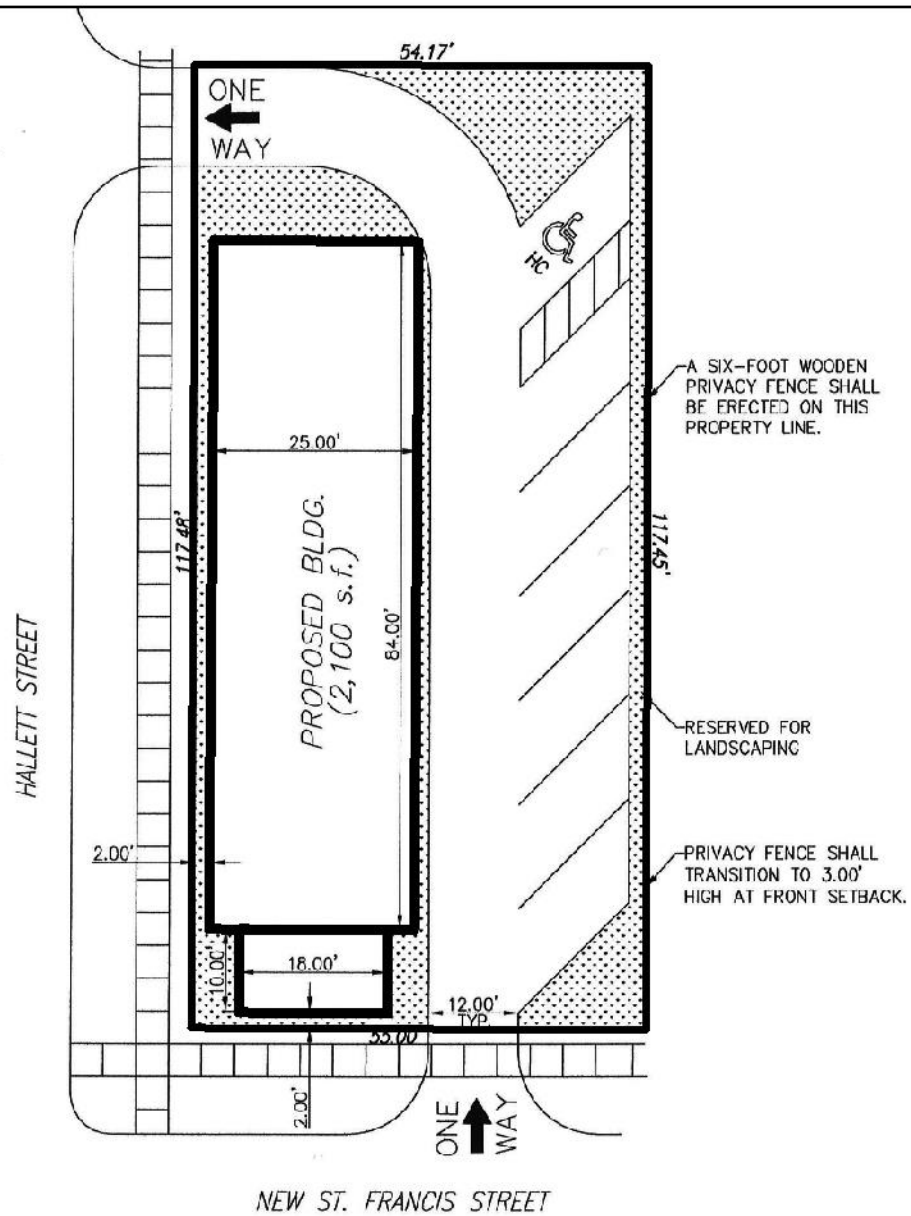 54.17'
ONE
WAY
HC
A SIX-FOOT WOODEN
PRIVACY FENCE SHALL
BE ERECTED ON THIS
PROPERTY LINE.
25.00'
PROPOSED BLDG.
(2,100 s.f.)
84.00'
117.48'
117.45'
HALLETT STREET
RESERVED FOR
LANDSCAPING
2.00'
PRIVACY FENCE SHALL
TRANSITION TO 3.00'
HIGH AT FRONT SETBACK.
10.00'
18.00'
12.00'
TYP.
55.00'
2.00'
ONE
WAY
NEW ST. FRANCIS STREET